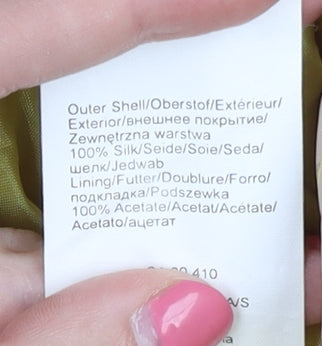 Outer Shell/Oberstof/Extérieur/
Exterior/внешнее покрытие/
Zewnętrzna warstwa
100% Silk/Seide/Soie/Seda/
шелк/Jedwab
Lining/Futter/Doublure/Forro/
подкладка/Podszewka
100% Acetate/Acetat/Acétate/
Acetato/ацетат
410